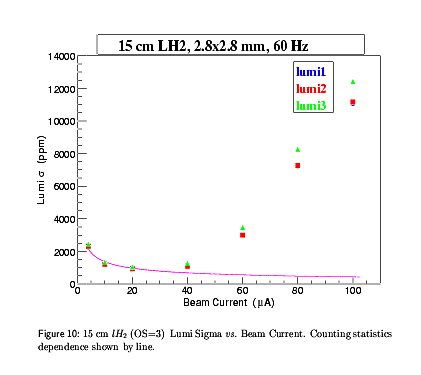 15 cm LH2, 2.8x2.8 mm, 60 Hz
14000
12000
10000
8000
6000
4000
2000
0
Lumi σ (ppm)
lumi1
lumi2
lumi3
0 20 40 60 80 100
Beam Current (μA)
Figure 10: 15 cm lH₂ (OS=3) Lumi Sigma vs. Beam Current. Counting statistics
dependence shown by line.